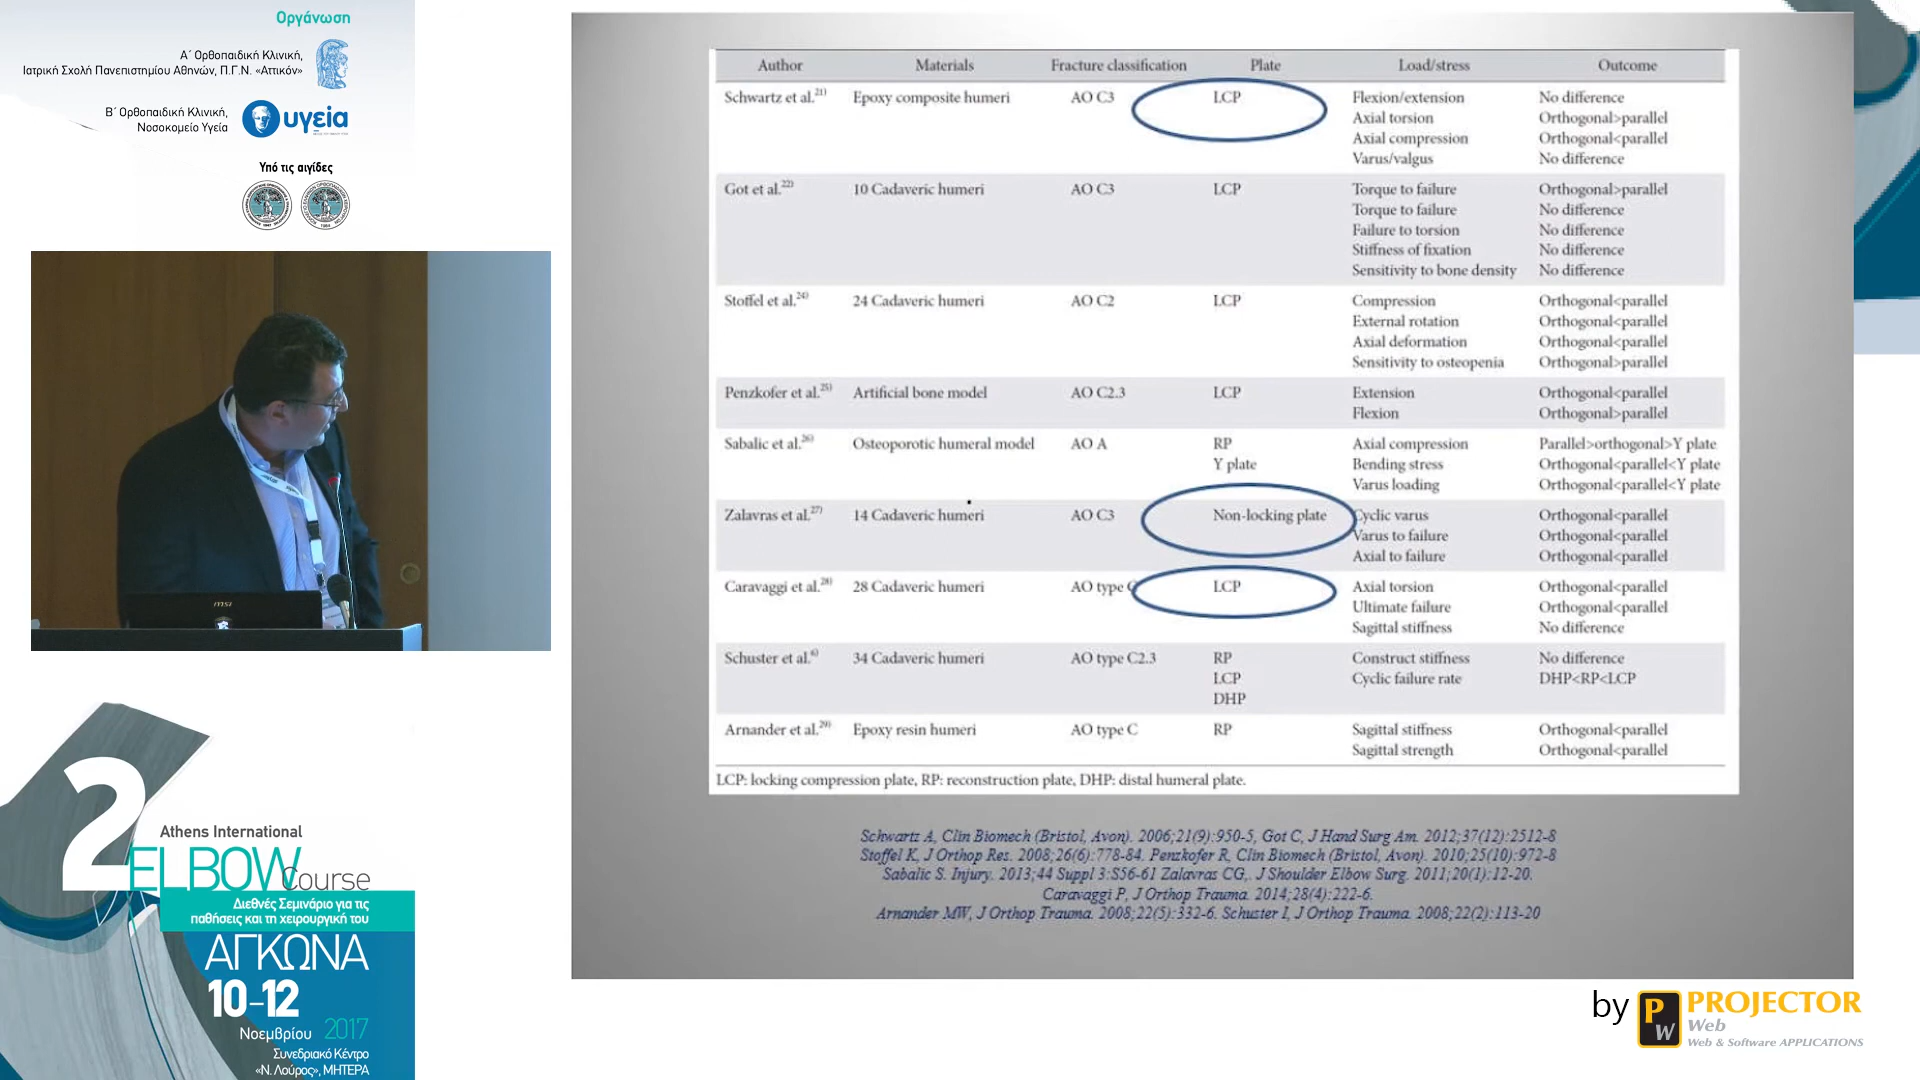 Οργάνωση
Α΄ Ορθοπαιδική Κλινική,
Ιατρική Σχολή Πανεπιστημίου Αθηνών, Π.Γ.Ν. «Αττικόν»
Β΄ Ορθοπαιδική Κλινική,
Νοσοκομείο Υγεία
υγεία
Υπό τις αιγίδες
msi
2
Athens International
ELBOW Course
Διεθνές Σεμινάριο για τις
παθήσεις και τη χειρουργική του
ΑΓΚΩΝΑ
10-12
Νοεμβρίου 2017
Συνεδριακό Κέντρο
«Ν. Λούρος», ΜΗΤΕΡΑ
Author Materials Fracture classification Plate Load/stress Outcome
Schwartz et al.21) Epoxy composite humeri AO C3 LCP Flexion/extension No difference
Axial torsion Orthogonal>parallel
Axial compression Orthogonal<parallel
Varus/valgus No difference
Got et al.22) 10 Cadaveric humeri AO C3 LCP Torque to failure Orthogonal>parallel
Torque to failure No difference
Failure to torsion No difference
Stiffness of fixation No difference
Sensitivity to bone density No difference
Stoffel et al.24) 24 Cadaveric humeri AO C2 LCP Compression Orthogonal<parallel
External rotation Orthogonal<parallel
Axial deformation Orthogonal<parallel
Sensitivity to osteopenia Orthogonal>parallel
Penzkofer et al.25) Artificial bone model AO C2.3 LCP Extension Orthogonal<parallel
Flexion Orthogonal>parallel
Sabalic et al.26) Osteoporotic humeral model AO A RP Axial compression Parallel>orthogonal>Y plate
Y plate Bending stress Orthogonal<parallel<Y plate
Varus loading Orthogonal<parallel<Y plate
Zalavras et al.27) 14 Cadaveric humeri AO C3 Non-locking plate Cyclic varus Orthogonal<parallel
Varus to failure Orthogonal<parallel
Axial to failure Orthogonal<parallel
Caravaggi et al.28) 28 Cadaveric humeri AO type C LCP Axial torsion Orthogonal<parallel
Ultimate failure Orthogonal<parallel
Sagittal stiffness No difference
Schuster et al.6) 34 Cadaveric humeri AO type C2.3 RP Construct stiffness No difference
LCP Cyclic failure rate DHP<RP<LCP
DHP
Arnander et al.29) Epoxy resin humeri AO type C RP Sagittal stiffness Orthogonal<parallel
Sagittal strength Orthogonal<parallel
LCP: locking compression plate, RP: reconstruction plate, DHP: distal humeral plate.
Schwartz A, Clin Biomech (Bristol, Avon). 2006;21(9):950-5, Got C, J Hand Surg Am. 2012;37(12):2512-8
Stoffel K, J Orthop Res. 2008;26(6):778-84. Penzkofer R, Clin Biomech (Bristol, Avon). 2010;25(10):972-8
Sabalic S. Injury. 2013;44 Suppl 3:S56-61 Zalavras CG,. J Shoulder Elbow Surg. 2011;20(1):12-20.
Caravaggi P, J Orthop Trauma. 2014;28(4):222-6.
Arnander MW, J Orthop Trauma. 2008;22(5):332-6. Schuster I, J Orthop Trauma. 2008;22(2):113-20
by PW PROJECTOR
Web
Web & Software APPLICATIONS